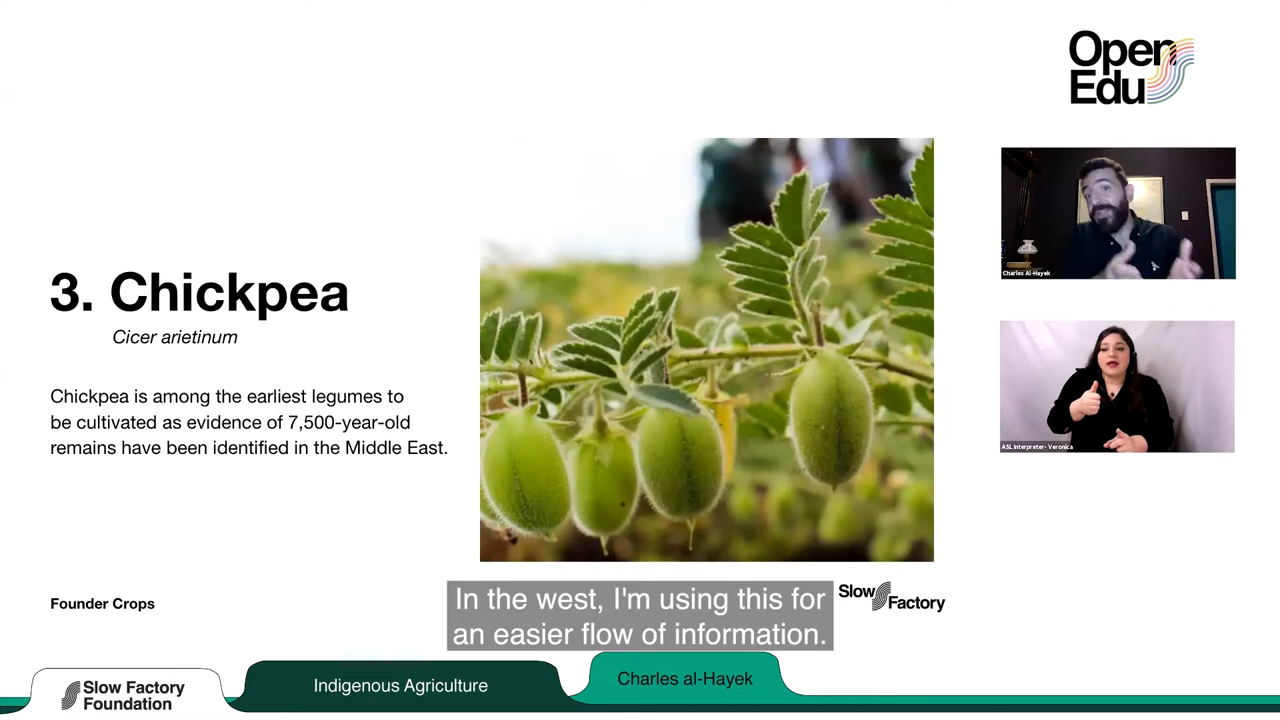 Open
Edu
Charles Al-Hayek
3. Chickpea
Cicer arietinum
Chickpea is among the earliest legumes to
be cultivated as evidence of 7,500-year-old
remains have been identified in the Middle East.
ASL Interpreter- Veronica
Founder Crops
In the west, I'm using this for
an easier flow of information.
Slow Factory
Slow Factory
Foundation
Indigenous Agriculture
Charles al-Hayek